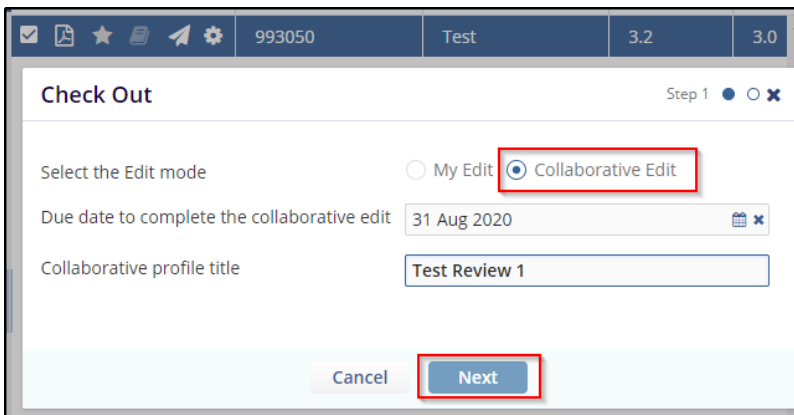 993050 Test 3.2 3.0
Check Out Step 1
Select the Edit mode My Edit Collaborative Edit
Due date to complete the collaborative edit 31 Aug 2020
Collaborative profile title Test Review 1
Cancel Next